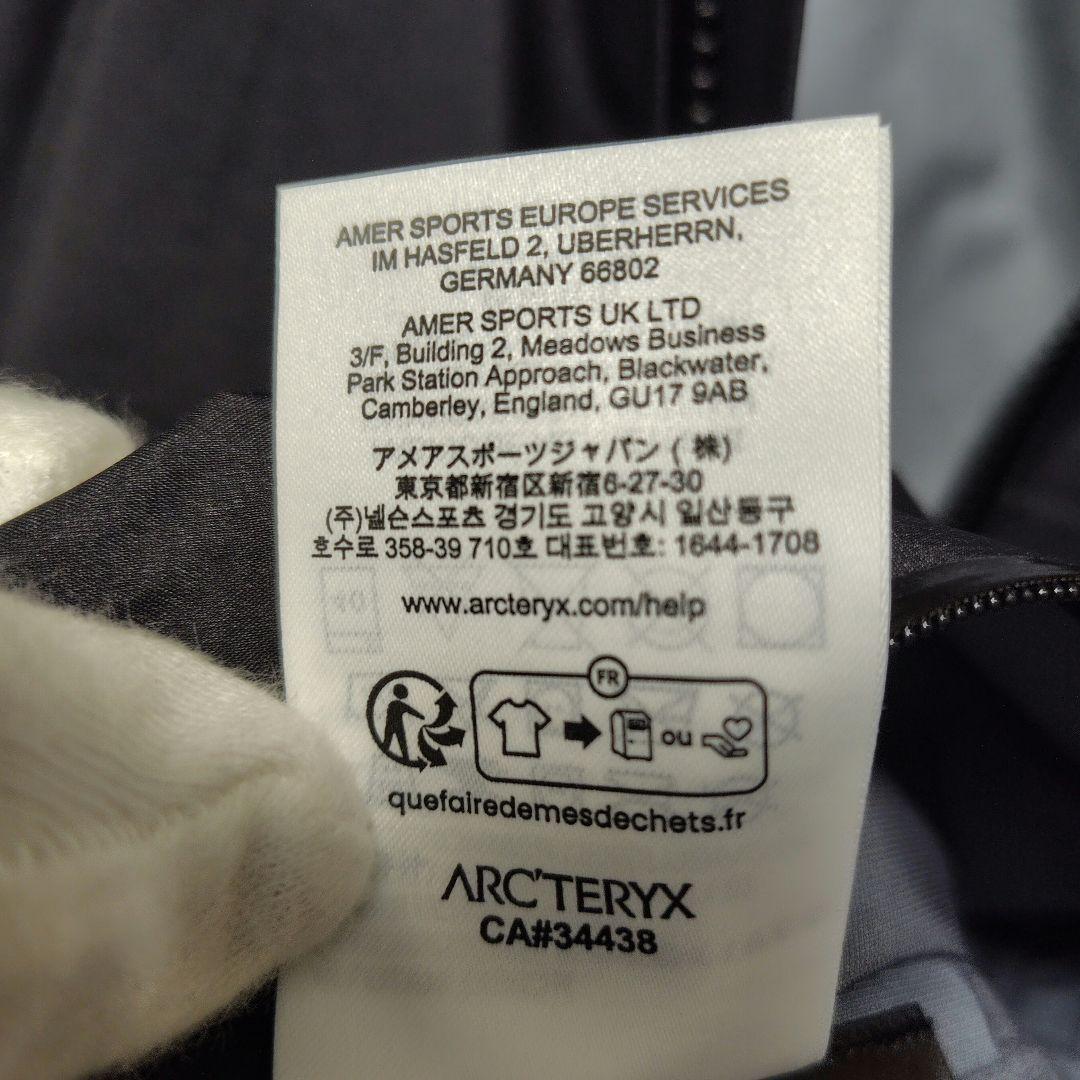 AMER SPORTS EUROPE SERVICES
IM HASFELD 2, UBERHERRN,
GERMANY 66802
AMER SPORTS UK LTD
3/F, Building 2, Meadows Business
Park Station Approach, Blackwater,
Camberley, England, GU17 9AB
アメアスポーツジャパン ( 株)
東京都新宿区新宿6-27-30
(주)넬슨스포츠 경기도 고양시 일산동구
호수로 358-39 710호 대표번호: 1644-1708
www.arcteryx.com/help
FR
ou
quefairedemesdechets.fr
ARC'TERYX
CA#34438